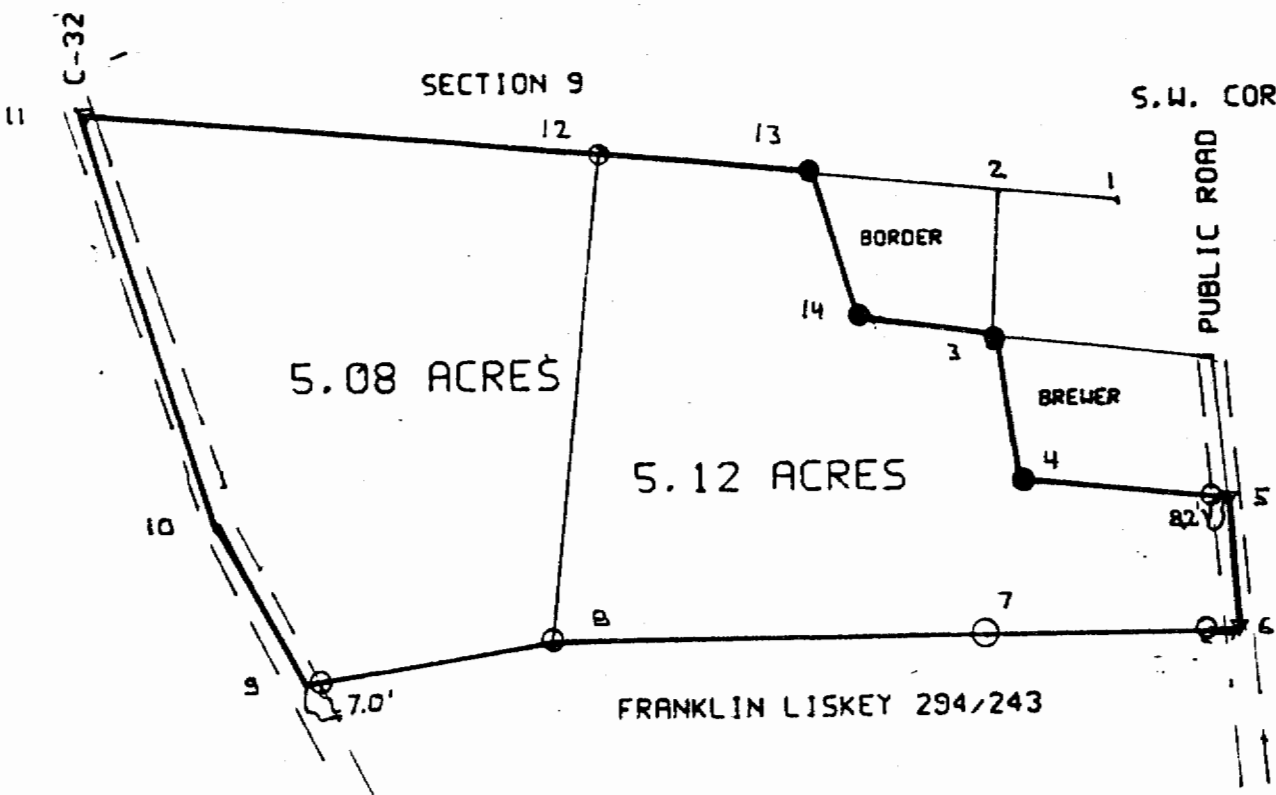 C-32
SECTION 9
S.W. COR
11
12
13
2
1
PUBLIC ROAD
BORDER
14
3
5.08 ACRES
BREWER
4
5.12 ACRES
5
82'
10
7
8
6
9
7.0'
FRANKLIN LISKEY 294/243